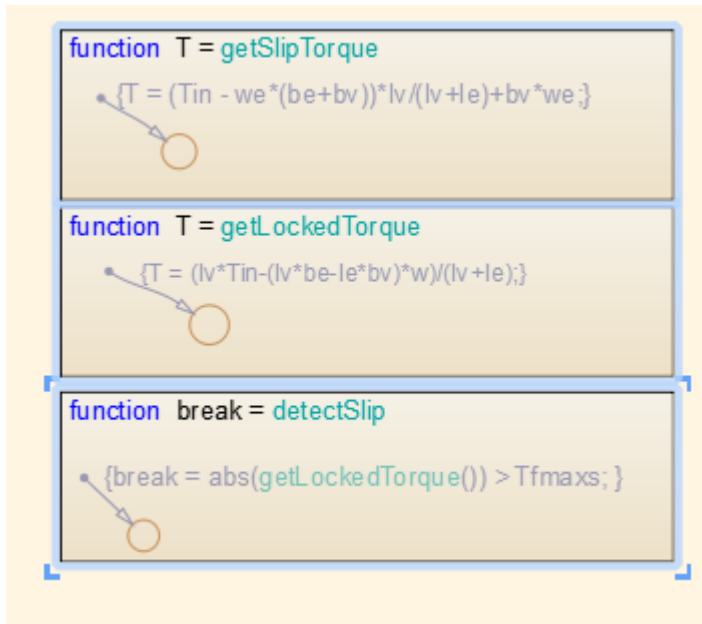 function T = getSlipTorque
{T = (Tin - we*(be+bv))*Iv/(Iv+Ie)+bv*we;}
function T = getLockedTorque
{T = (Iv*Tin-(Iv*be-Ie*bv)*w)/(Iv+Ie);}
function break = detectSlip
{break = abs(getLockedTorque()) > Tfmaxs; }